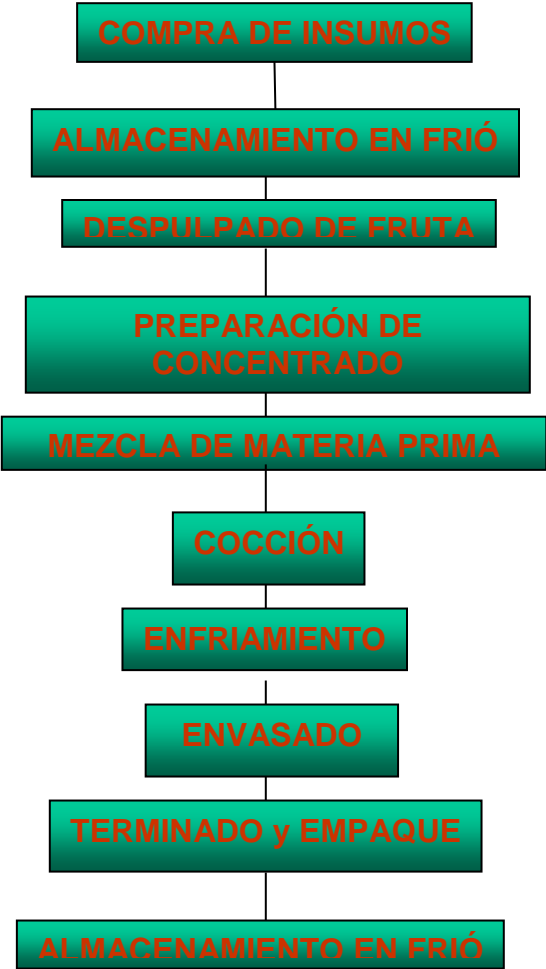 COMPRA DE INSUMOS
ALMACENAMIENTO EN FRIÓ
DESPULPADO DE FRUTA
PREPARACIÓN DE
CONCENTRADO
MEZCLA DE MATERIA PRIMA
COCCIÓN
ENFRIAMIENTO
ENVASADO
TERMINADO y EMPAQUE
ALMACENAMIENTO EN FRIÓ